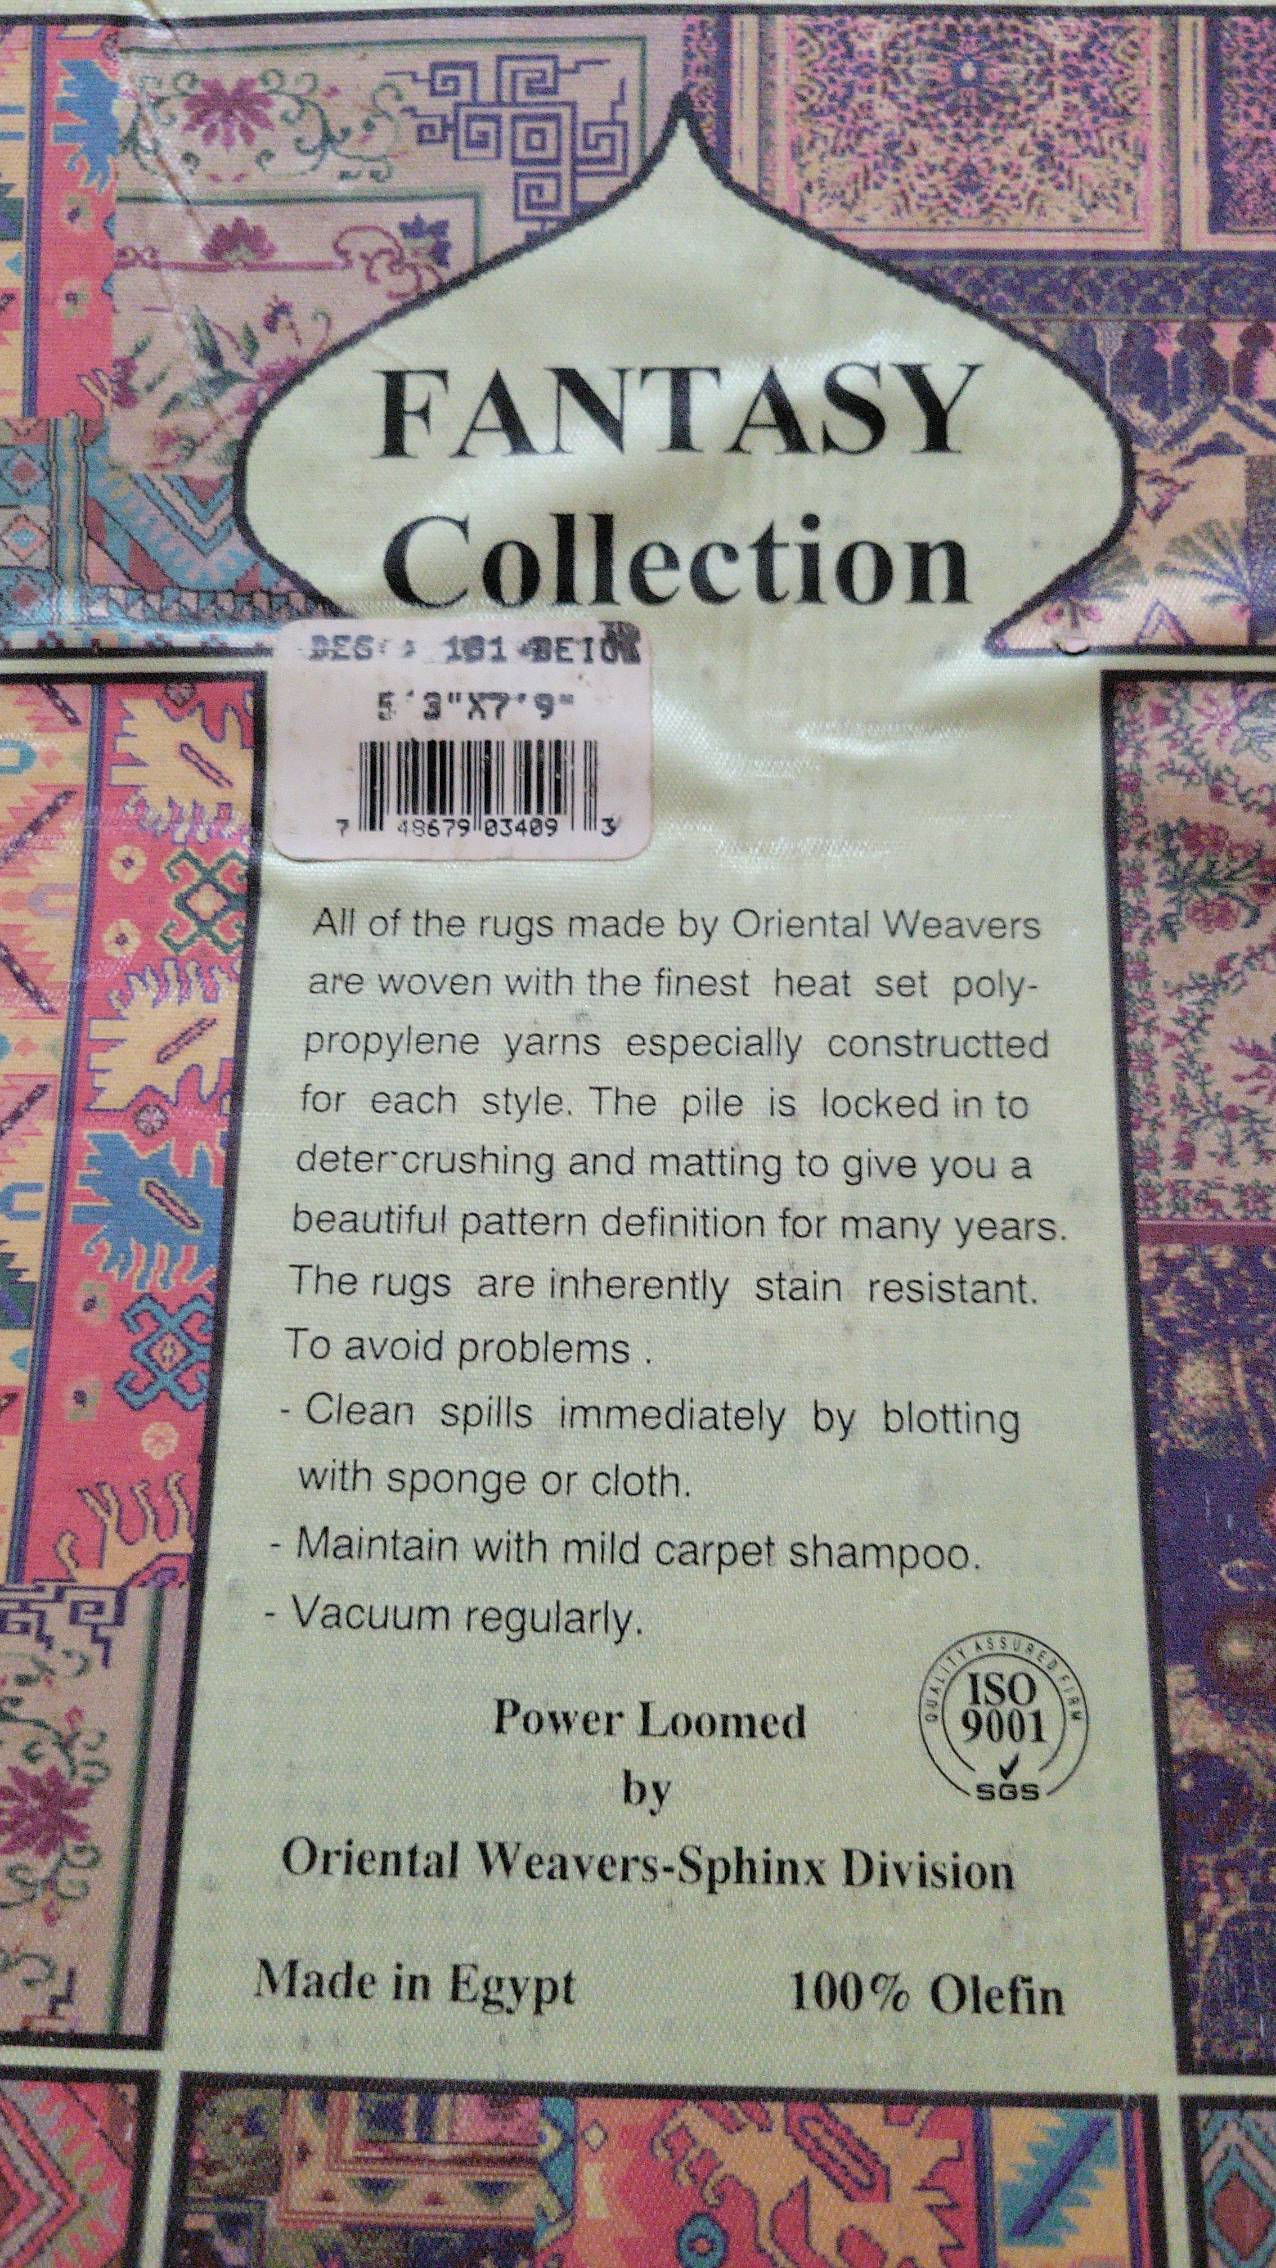 FANTASY
Collection
DES : 101 BEIGE
5'3"X7'9"
7 48679 03409 3
All of the rugs made by Oriental Weavers
are woven with the finest heat set poly-
propylene yarns especially constructted
for each style. The pile is locked in to
deter crushing and matting to give you a
beautiful pattern definition for many years.
The rugs are inherently stain resistant.
To avoid problems .
- Clean spills immediately by blotting
with sponge or cloth.
- Maintain with mild carpet shampoo.
- Vacuum regularly.
QUALITY ASSURED FIRM
ISO
9001
SGS
Power Loomed
by
Oriental Weavers-Sphinx Division
Made in Egypt
100% Olefin